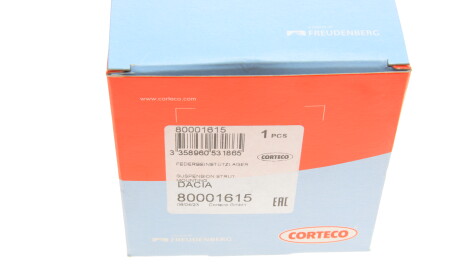 FREUDENBERG
www.corteco.com
80001615
1 PCS
3 358960 531865
FEDERBEINSTÜTZLAGER
CORTECO
SUSPENSION STRUT
DACIA
80001615
EAC
CORTECO
FREUDENBERG